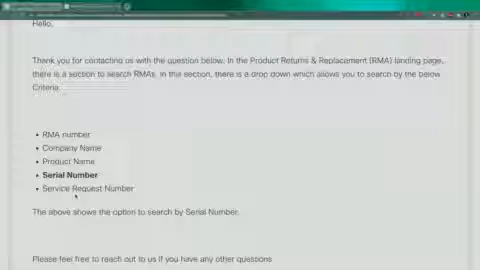 Hello,
Thank you for contacting us with the question below. In the Product Returns & Replacement (RMA) landing page,
there is a section to search RMAs. In this section, there is a drop down which allows you to search by the below
Criteria.
• RMA number
• Company Name
• Product Name
• Serial Number
• Service Request Number
The above shows the option to search by Serial Number.
Please feel free to reach out to us if you have any other questions